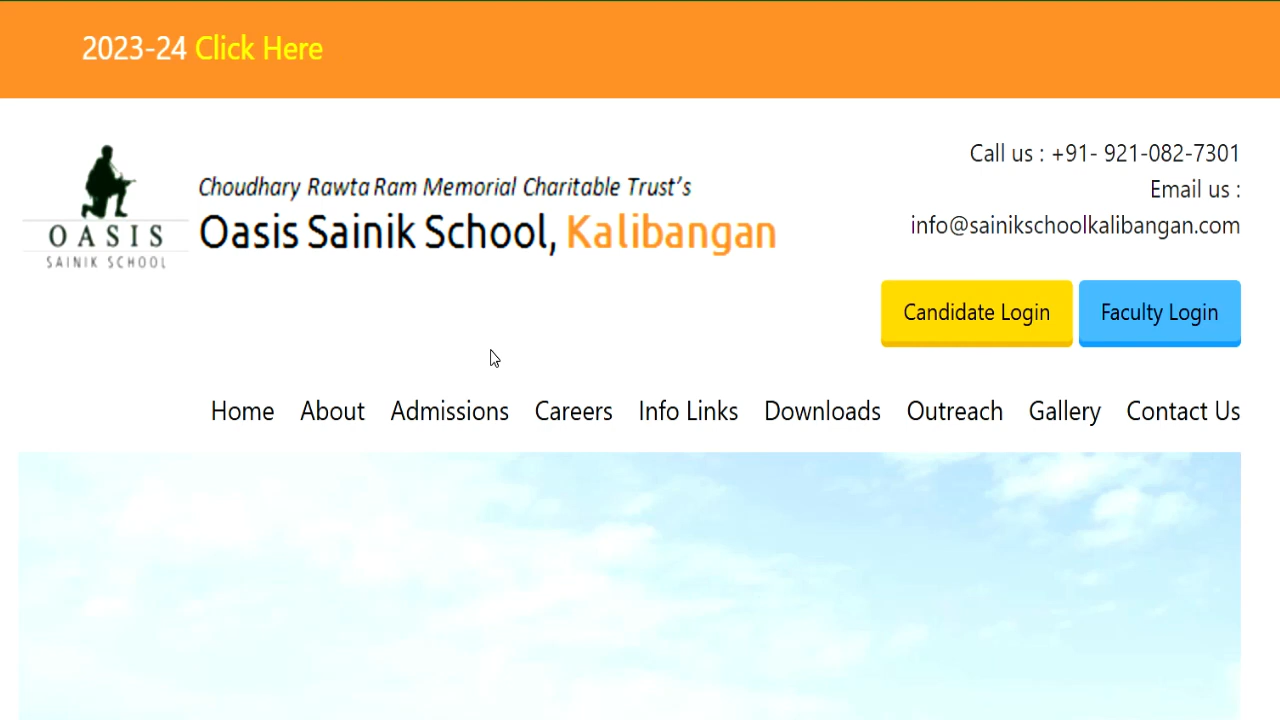 2023-24 Click Here
OASIS
SAINIK SCHOOL
Choudhary Rawta Ram Memorial Charitable Trust's
Oasis Sainik School, Kalibangan
Call us : +91- 921-082-7301
Email us :
info@sainikschoolkalibangan.com
Candidate Login Faculty Login
Home About Admissions Careers Info Links Downloads Outreach Gallery Contact Us